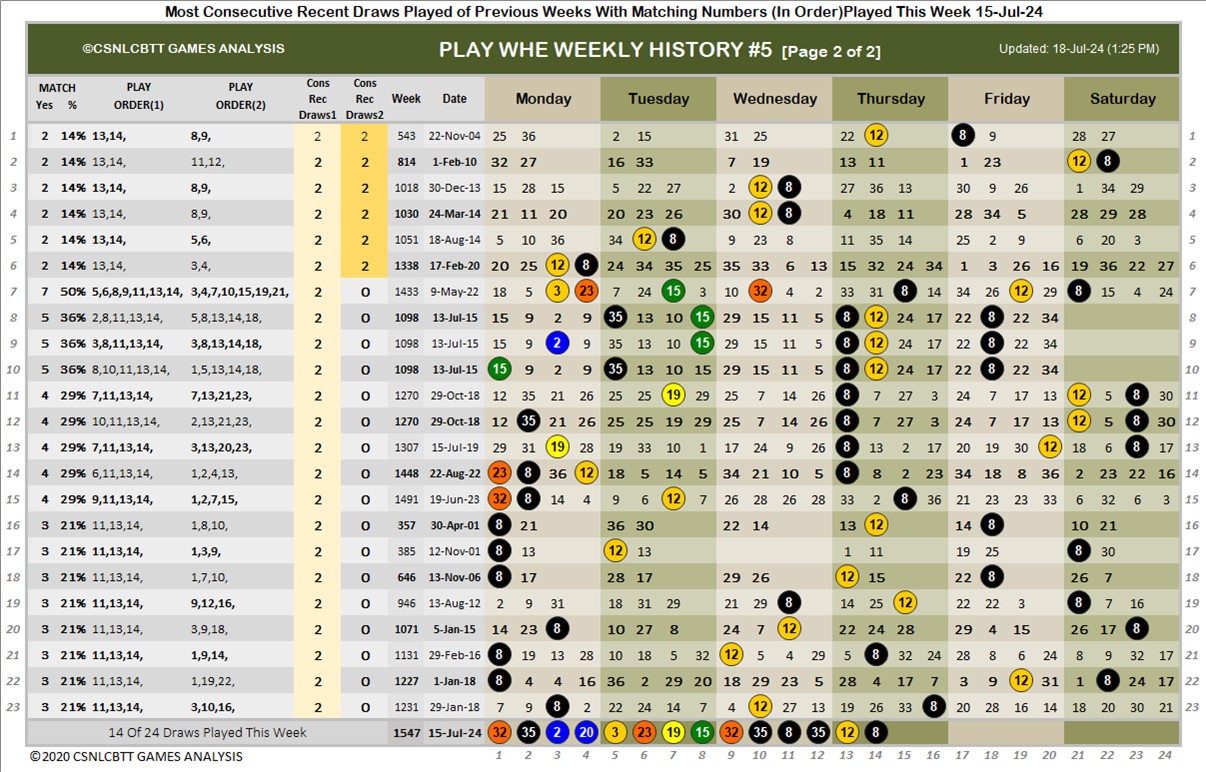 Most Consecutive Recent Draws Played of Previous Weeks With Matching Numbers (In Order)Played This Week 15-Jul-24
©CSNLCBTT GAMES ANALYSIS PLAY WHE WEEKLY HISTORY #5 [Page 2 of 2] Updated: 18-Jul-24 (1:25 PM)
MATCH Yes % PLAY ORDER(1) PLAY ORDER(2) Cons Rec Draws1 Cons Rec Draws2 Week Date Monday Tuesday Wednesday Thursday Friday Saturday
1 2 14% 13,14, 8,9, 2 2 543 22-Nov-04 25 36 2 15 31 25 22 12 8 9 28 27 1
2 2 14% 13,14, 11,12, 2 2 814 1-Feb-10 32 27 16 33 7 19 13 11 1 23 12 8 2
3 2 14% 13,14, 8,9, 2 2 1018 30-Dec-13 15 28 15 5 22 27 2 12 8 27 36 13 30 9 26 1 34 29 3
4 2 14% 13,14, 8,9, 2 2 1030 24-Mar-14 21 11 20 20 23 26 30 12 8 4 18 11 28 34 5 28 29 28 4
5 2 14% 13,14, 5,6, 2 2 1051 18-Aug-14 5 10 36 34 12 8 9 23 8 11 35 14 25 2 9 6 20 3 5
6 2 14% 13,14, 3,4, 2 2 1338 17-Feb-20 20 25 12 8 24 34 35 25 35 33 6 13 15 32 24 34 1 8 26 16 19 36 22 27 6
7 7 50% 5,6,8,9,11,13,14, 3,4,7,10,15,19,21, 2 0 1433 9-May-22 18 5 3 23 7 24 15 3 10 32 4 2 33 31 8 14 34 26 12 29 8 15 4 24 7
8 5 36% 2,8,11,13,14, 5,8,13,14,18, 2 0 1098 13-Jul-15 15 9 2 9 35 13 10 15 29 15 11 5 8 12 24 17 22 8 22 34 8
9 5 36% 3,8,11,13,14, 3,8,13,14,18, 2 0 1098 13-Jul-15 15 9 2 9 35 13 10 15 29 15 11 5 8 12 24 17 22 8 22 34 9
10 5 36% 8,10,11,13,14, 1,5,13,14,18, 2 0 1098 13-Jul-15 15 9 2 9 35 13 10 15 29 15 11 5 8 12 24 17 22 8 22 34 10
11 4 29% 7,11,13,14, 7,13,21,23, 2 0 1270 29-Oct-18 12 35 21 26 25 25 19 29 25 7 14 26 8 7 27 3 24 7 17 13 12 5 8 30 11
12 4 29% 10,11,13,14, 2,13,21,23, 2 0 1270 29-Oct-18 12 35 21 26 25 25 19 29 25 7 14 26 8 7 27 3 24 7 17 13 12 5 8 30 12
13 4 29% 7,11,13,14, 3,13,20,23, 2 0 1307 15-Jul-19 29 31 19 28 19 33 10 1 17 24 9 26 8 13 2 17 20 19 30 12 18 6 8 17 13
14 4 29% 6,11,13,14, 1,2,4,13, 2 0 1448 22-Aug-22 23 8 36 12 18 5 14 5 34 21 10 5 8 8 2 23 34 18 8 36 2 23 22 16 14
15 4 29% 9,11,13,14, 1,2,7,15, 2 0 1491 19-Jun-23 32 8 14 4 9 6 12 7 26 28 26 28 33 2 8 15 21 23 23 33 6 32 6 3 15
16 3 21% 11,13,14, 1,8,10, 2 0 357 30-Apr-01 8 21 36 30 22 14 13 12 14 8 10 21 16
17 3 21% 11,13,14, 1,3,9, 2 0 385 12-Nov-01 8 13 12 13 1 11 19 25 8 30 17
18 3 21% 11,13,14, 1,7,10, 2 0 646 13-Nov-06 8 17 28 17 29 26 12 15 22 8 26 7 18
19 3 21% 11,13,14, 9,12,16, 2 0 946 13-Aug-12 2 9 31 18 31 29 21 29 8 14 25 12 22 22 3 8 7 16 19
20 3 21% 11,13,14, 3,9,18, 2 0 1071 5-Jan-15 14 23 8 10 27 8 24 7 12 22 24 28 29 4 15 26 17 8 20
21 3 21% 11,13,14, 1,9,14, 2 0 1131 29-Feb-16 8 19 13 28 10 18 5 32 12 5 4 29 5 8 32 24 28 8 6 24 8 9 32 17 21
22 3 21% 11,13,14, 1,19,22, 2 0 1227 1-Jan-18 8 4 4 16 36 2 29 20 18 29 23 5 28 4 17 7 3 9 12 31 1 8 24 17 22
23 3 21% 11,13,14, 3,10,16, 2 0 1231 29-Jan-18 7 9 8 2 22 24 14 7 4 12 27 13 19 26 33 8 20 28 16 14 18 20 30 21 23
14 Of 24 Draws Played This Week 1547 15-Jul-24 32 35 2 20 3 23 19 15 32 35 8 35 12 8
©2020 CSNLCBTT GAMES ANALYSIS 1 2 3 4 5 6 7 8 9 10 11 12 13 14 15 16 17 18 19 20 21 22 23 24